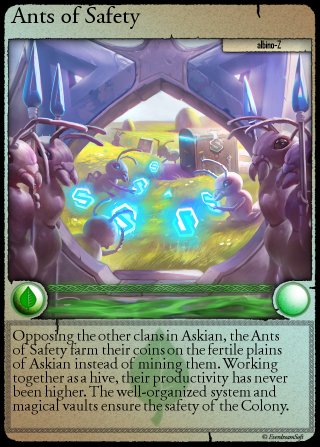 Ants of Safety
albino-Z
Opposing the other clans in Askian, the Ants
of Safety farm their coins on the fertile plains
of Askian instead of mining them. Working
together as a hive, their productivity has never
been higher. The well-organized system and
magical vaults ensure the safety of the Colony.
© EverdreamSoft